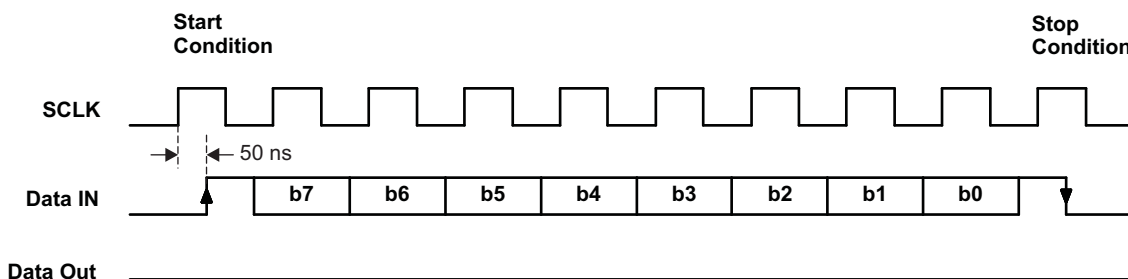 Start
Condition
Stop
Condition
SCLK
50 ns
Data IN
b7 b6 b5 b4 b3 b2 b1 b0
Data Out